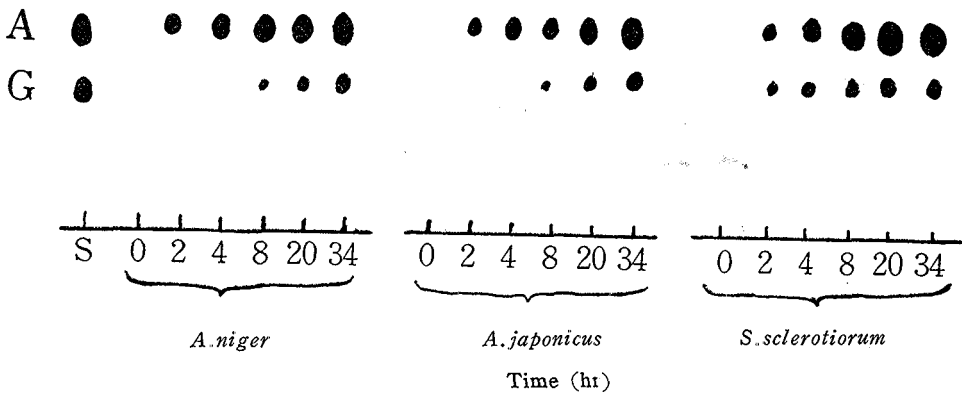 A
G
S 0 2 4 8 20 34 0 2 4 8 20 34 0 2 4 8 20 34
A.niger A.japonicus S.sclerotiorum
Time (hr)